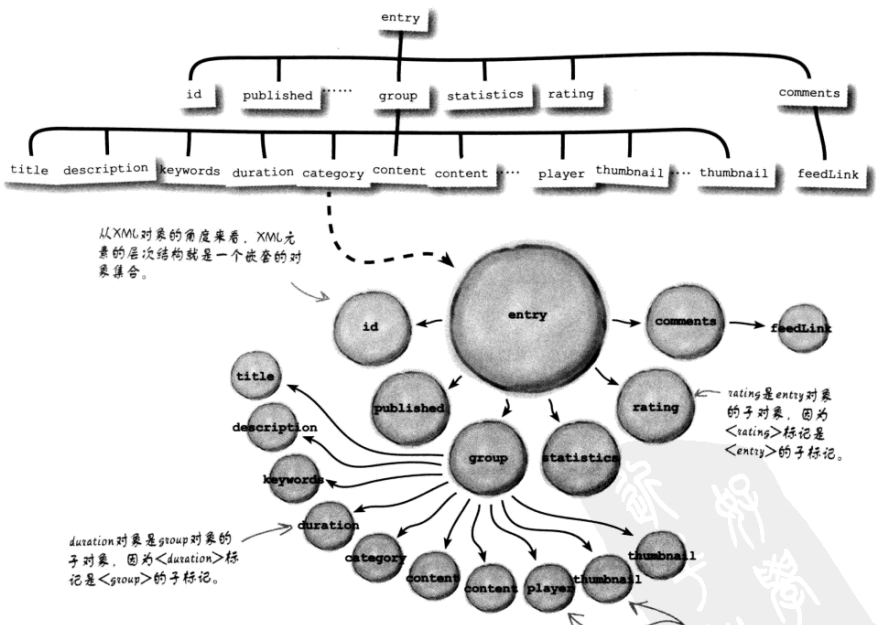 entry
id published ······ group statistics rating comments
title description keywords duration category content content ···· player thumbnail ···· thumbnail feedLink
从XML对象的角度来看，XML元
素的层次结构就是一个嵌套的对
象集合。
entry
id
comments
feedLink
title
published
rating
rating是entry对象
的子对象，因为
<rating>标记是
<entry>的子标记。
description
group
statistics
keywords
duration
duration对象是group对象的
子对象，因为<duration>标
记是<group>的子标记。
category
content
content
player
thumbnail
thumbnail